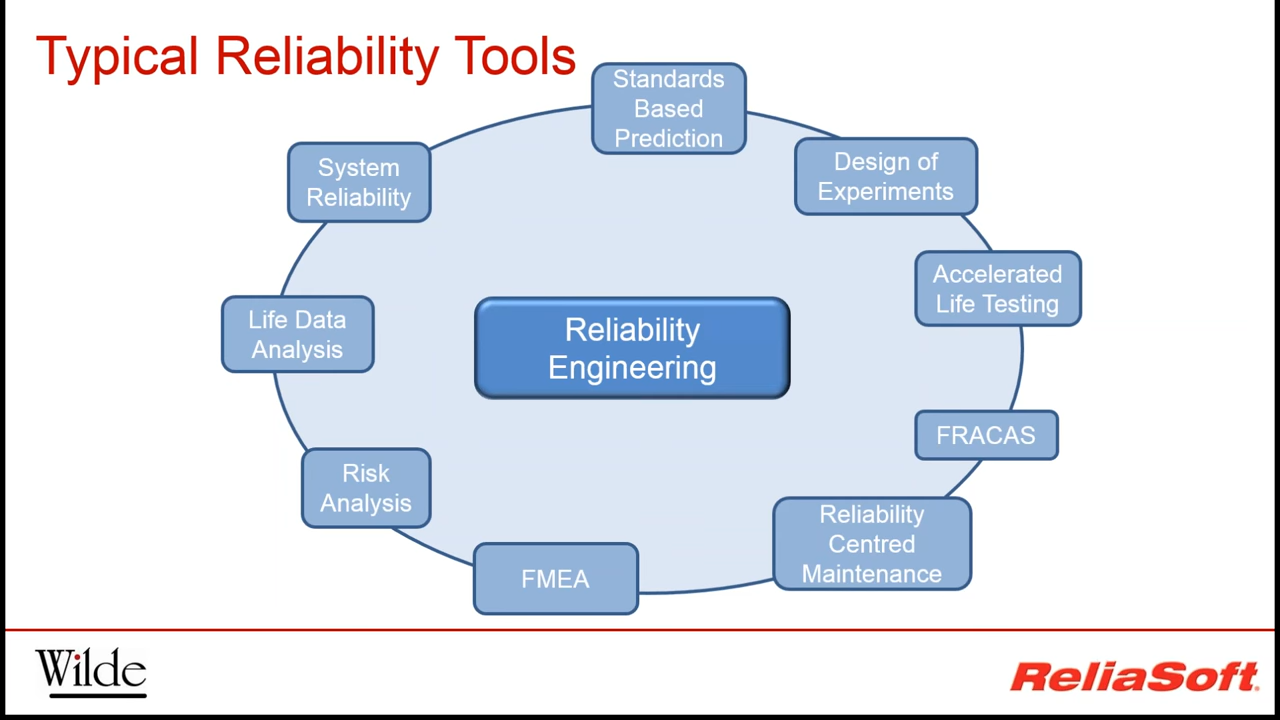 Typical Reliability Tools
Standards
Based
Prediction
Design of
Experiments
System
Reliability
Accelerated
Life Testing
Life Data
Analysis
Reliability
Engineering
FRACAS
Risk
Analysis
Reliability
Centred
Maintenance
FMEA
Wilde
ReliaSoft